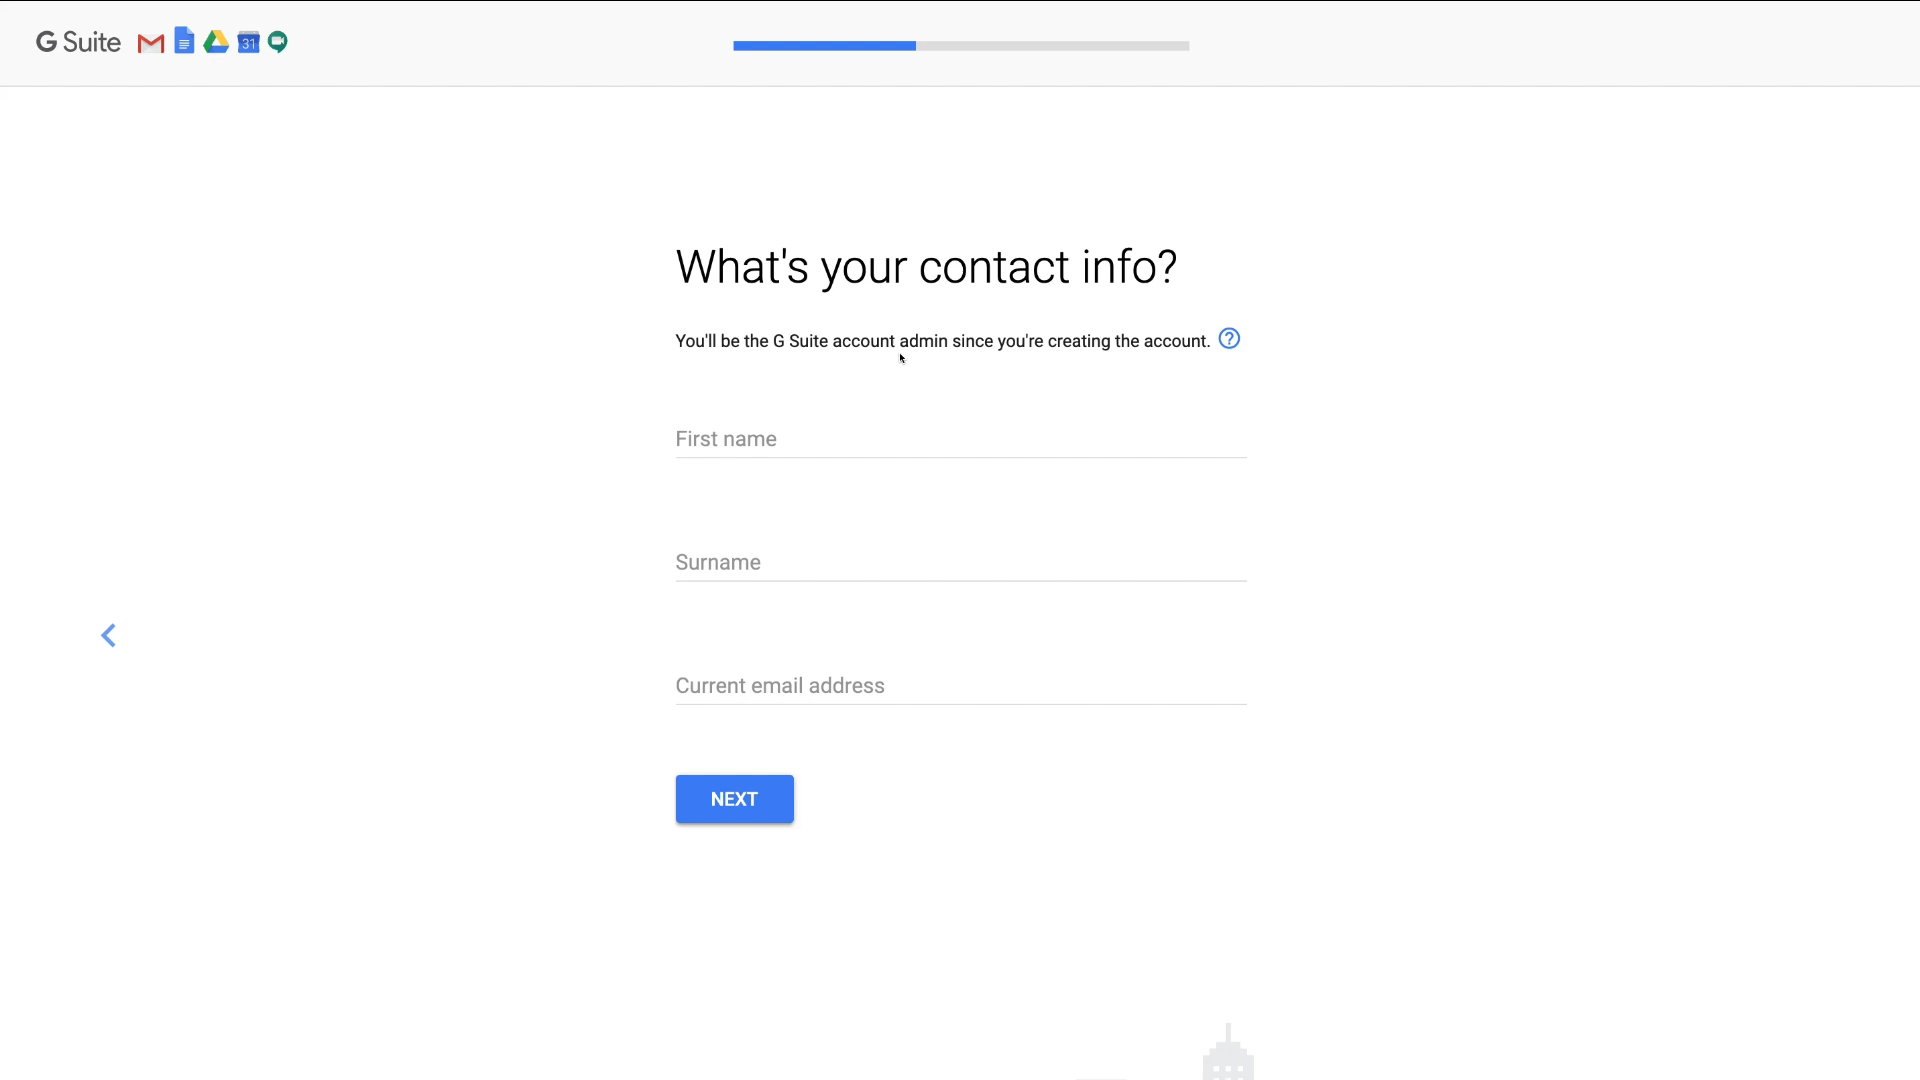 G Suite
31
What's your contact info?
You'll be the G Suite account admin since you're creating the account. ?
First name
Surname
Current email address
NEXT